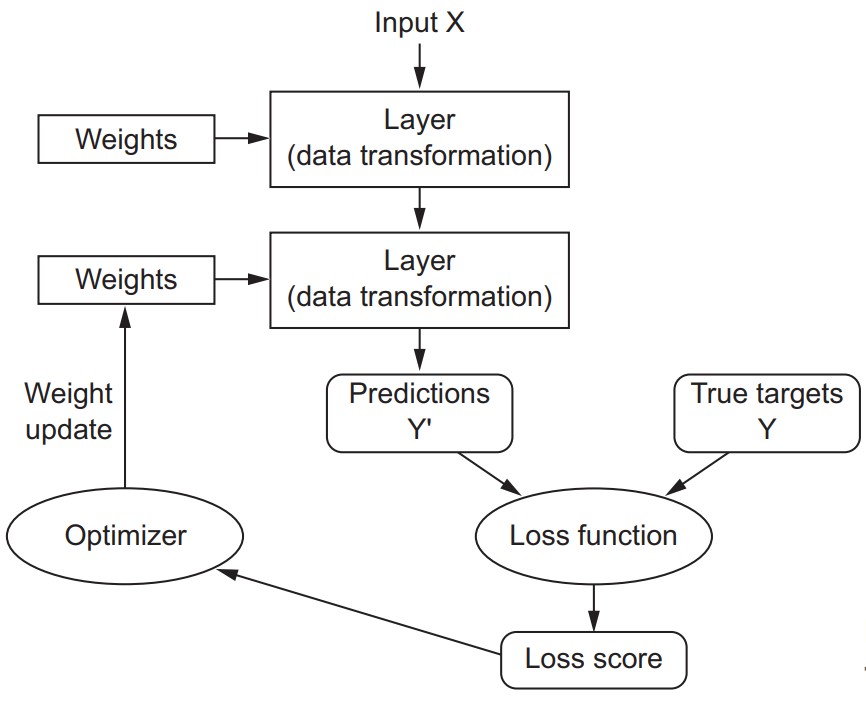 Input X
Weights
Layer
(data transformation)
Weights
Layer
(data transformation)
Weight
update
Predictions
Y'
True targets
Y
Optimizer
Loss function
Loss score